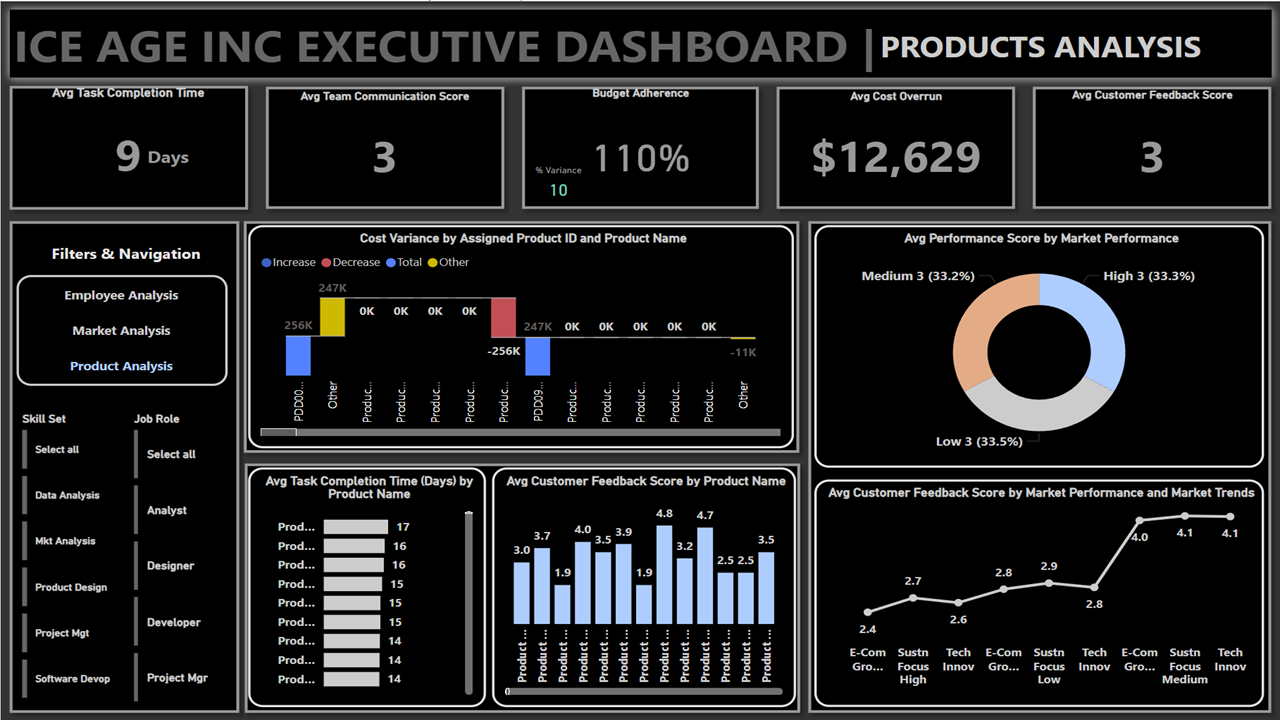 ICE AGE INC EXECUTIVE DASHBOARD | PRODUCTS ANALYSIS
Avg Task Completion Time
9 Days
Avg Team Communication Score
3
Budget Adherence
% Variance
10
110%
Avg Cost Overrun
$12,629
Avg Customer Feedback Score
3
Filters & Navigation
Employee Analysis
Market Analysis
Product Analysis
Skill Set
Select all
Data Analysis
Mkt Analysis
Product Design
Project Mgt
Software Devop
Job Role
Select all
Analyst
Designer
Developer
Project Mgr
Cost Variance by Assigned Product ID and Product Name
Increase Decrease Total Other
256K
247K
0K
0K
0K
0K
-256K
247K
0K
0K
0K
0K
0K
-11K
PDD00...
Other
Produc...
Produc...
Produc...
Produc...
Produc...
PDD09...
Produc...
Produc...
Produc...
Produc...
Produc...
Other
Avg Task Completion Time (Days) by
Product Name
Prod... 17
Prod... 16
Prod... 16
Prod... 15
Prod... 15
Prod... 15
Prod... 14
Prod... 14
Prod... 14
Avg Customer Feedback Score by Product Name
3.0
3.7
1.9
4.0
3.5
3.9
1.9
4.8
3.2
4.7
2.5
2.5
3.5
Product ...
Product ...
Product ...
Product ...
Product ...
Product ...
Product ...
Product ...
Product ...
Product ...
Product ...
Product ...
Product ...
Avg Performance Score by Market Performance
Medium 3 (33.2%)
High 3 (33.3%)
Low 3 (33.5%)
Avg Customer Feedback Score by Market Performance and Market Trends
2.4
2.7
2.6
2.8
2.9
2.8
4.0
4.1
4.1
E-Com
Gro...
Sustn
Focus
Tech
Innov
High
E-Com
Gro...
Sustn
Focus
Tech
Innov
Low
E-Com
Gro...
Sustn
Focus
Tech
Innov
Medium